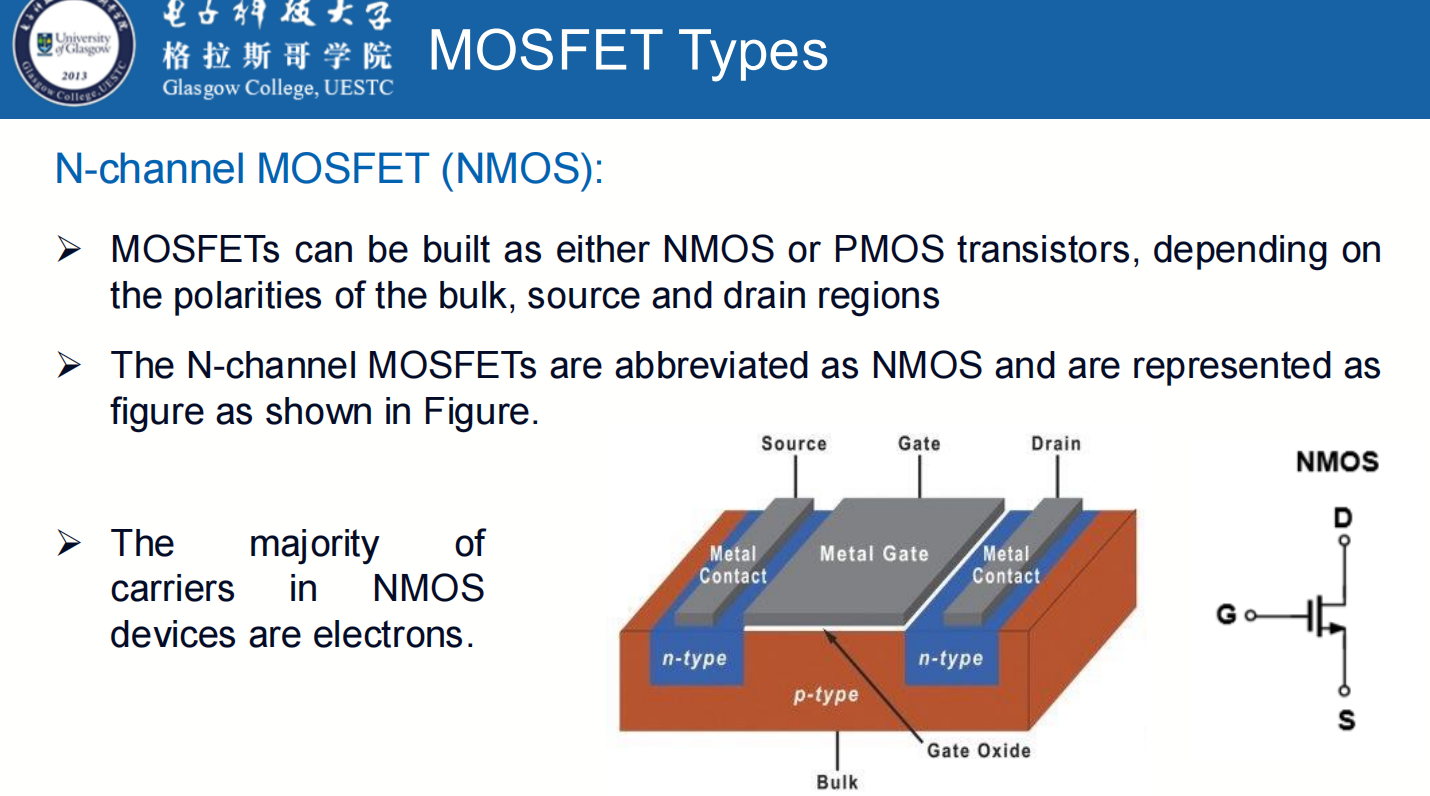 电子科技大学
格拉斯哥学院
Glasgow College, UESTC
University
of Glasgow
2013
Glasgow College, UESTC
MOSFET Types
N-channel MOSFET (NMOS):
➢ MOSFETs can be built as either NMOS or PMOS transistors, depending on
the polarities of the bulk, source and drain regions
➢ The N-channel MOSFETs are abbreviated as NMOS and are represented as
figure as shown in Figure.
➢ The majority of
carriers in NMOS
devices are electrons.
Source
Gate
Drain
Metal
Contact
Metal Gate
Metal
Contact
n-type
n-type
p-type
Gate Oxide
Bulk
NMOS
D
G
S